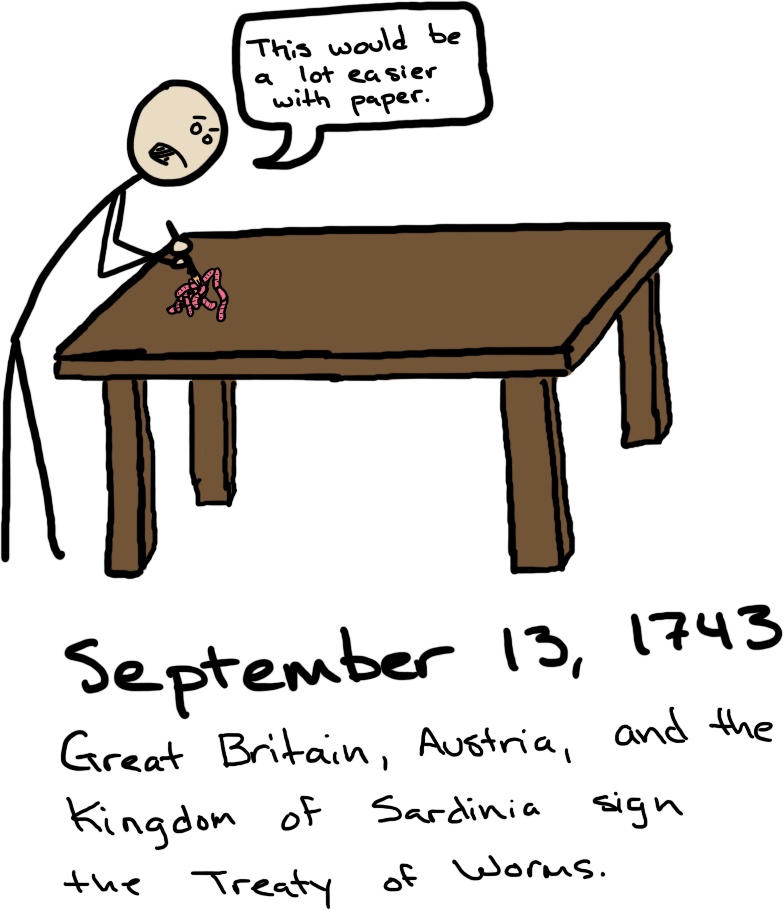 This would be
a lot easier
with paper.
September 13, 1743
Great Britain, Austria, and the
Kingdom of Sardinia sign
the Treaty of Worms.